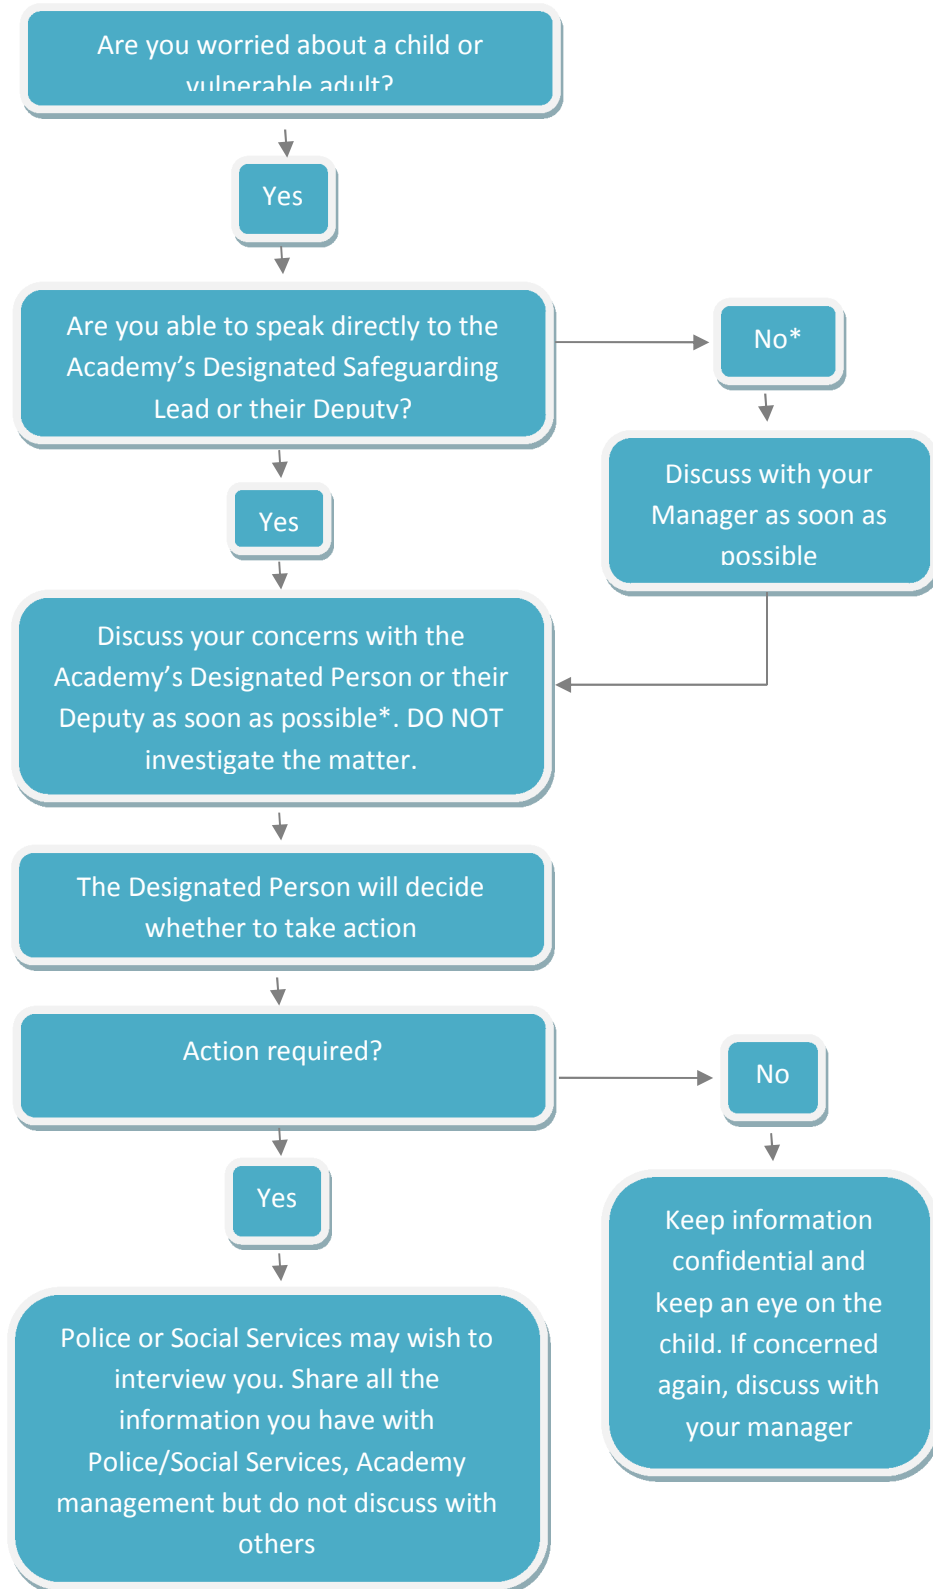 Are you worried about a child or
vulnerable adult?
Yes
Are you able to speak directly to the
Academy’s Designated Safeguarding
Lead or their Deputy?
No*
Discuss with your
Manager as soon as
possible
Yes
Discuss your concerns with the
Academy’s Designated Person or their
Deputy as soon as possible*. DO NOT
investigate the matter.
The Designated Person will decide
whether to take action
Action required?
No
Yes
Keep information
confidential and
keep an eye on the
child. If concerned
again, discuss with
your manager
Police or Social Services may wish to
interview you. Share all the
information you have with
Police/Social Services, Academy
management but do not discuss with
others